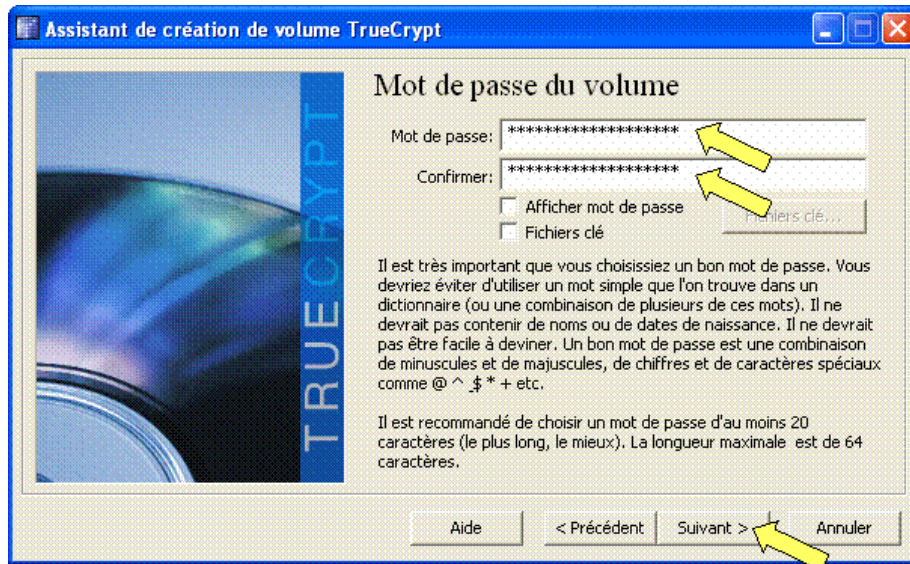 Assistant de création de volume TrueCrypt
TRUECRYPT
Mot de passe du volume
Mot de passe: *******************
Confirmer: *******************
Afficher mot de passe
Fichiers clé...
Fichiers clé
Il est très important que vous choisissiez un bon mot de passe. Vous
devriez éviter d'utiliser un mot simple que l'on trouve dans un
dictionnaire (ou une combinaison de plusieurs de ces mots). Il ne
devrait pas contenir de noms ou de dates de naissance. Il ne devrait
pas être facile à deviner. Un bon mot de passe est une combinaison
de minuscules et de majuscules, de chiffres et de caractères spéciaux
comme @ ^ _$ * + etc.
Il est recommandé de choisir un mot de passe d'au moins 20
caractères (le plus long, le mieux). La longueur maximale est de 64
caractères.
Aide
< Précédent
Suivant >
Annuler